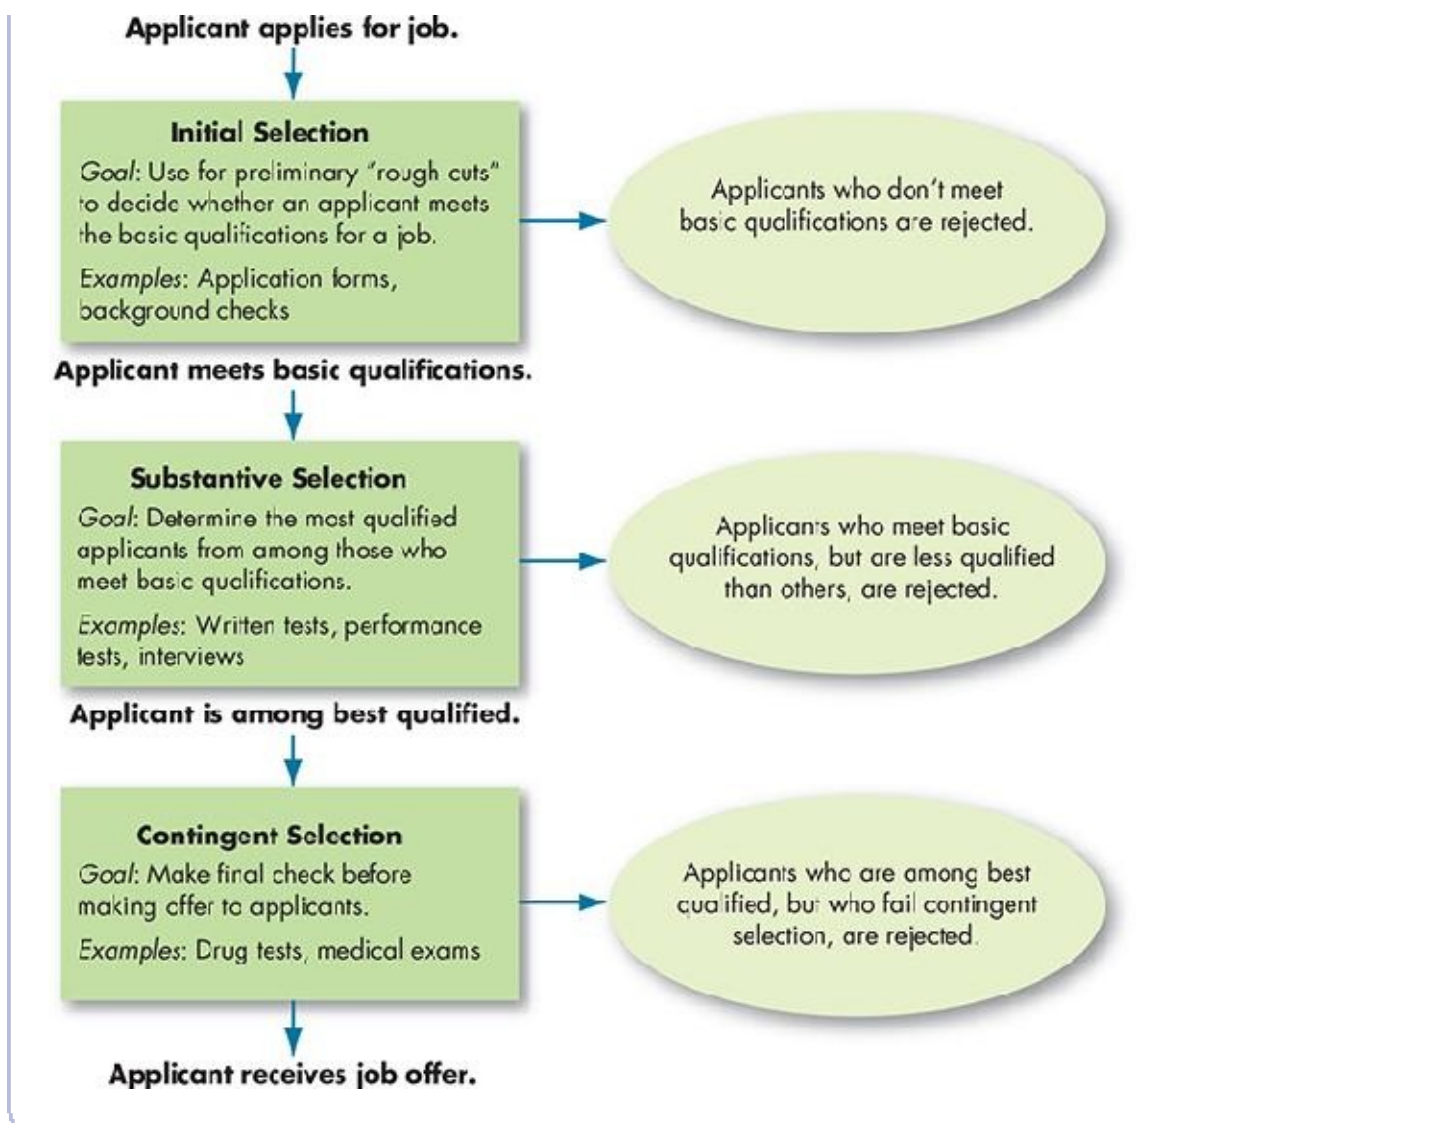 Applicant applies for job.
Initial Selection
Goal: Use for preliminary “rough cuts”
to decide whether an applicant meets
the basic qualifications for a job.
Examples: Application forms,
background checks
Applicants who don’t meet
basic qualifications are rejected.
Applicant meets basic qualifications.
Substantive Selection
Goal: Determine the most qualified
applicants from among those who
meet basic qualifications.
Examples: Written tests, performance
tests, interviews
Applicants who meet basic
qualifications, but are less qualified
than others, are rejected.
Applicant is among best qualified.
Contingent Selection
Goal: Make final check before
making offer to applicants.
Examples: Drug tests, medical exams
Applicants who are among best
qualified, but who fail contingent
selection, are rejected.
Applicant receives job offer.